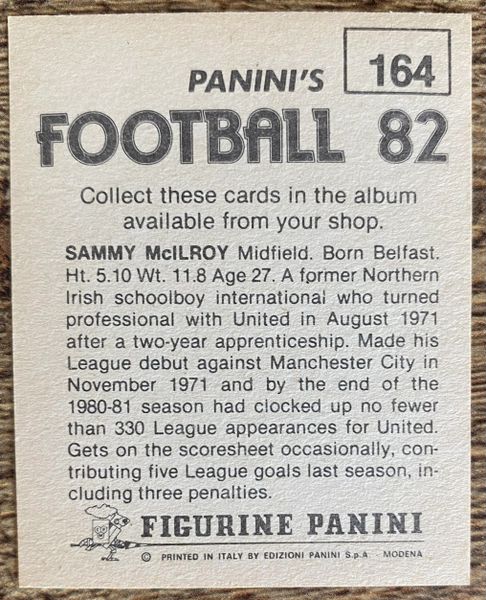 164
PANINI'S
FOOTBALL 82
Collect these cards in the album
available from your shop.
SAMMY McILROY Midfield. Born Belfast.
Ht. 5.10 Wt. 11.8 Age 27. A former Northern
Irish schoolboy international who turned
professional with United in August 1971
after a two-year apprenticeship. Made his
League debut against Manchester City in
November 1971 and by the end of the
1980-81 season had clocked up no fewer
than 330 League appearances for United.
Gets on the scoresheet occasionally, con-
tributing five League goals last season, in-
cluding three penalties.
FIGURINE PANINI
© PRINTED IN ITALY BY EDIZIONI PANINI S.p.A. MODENA